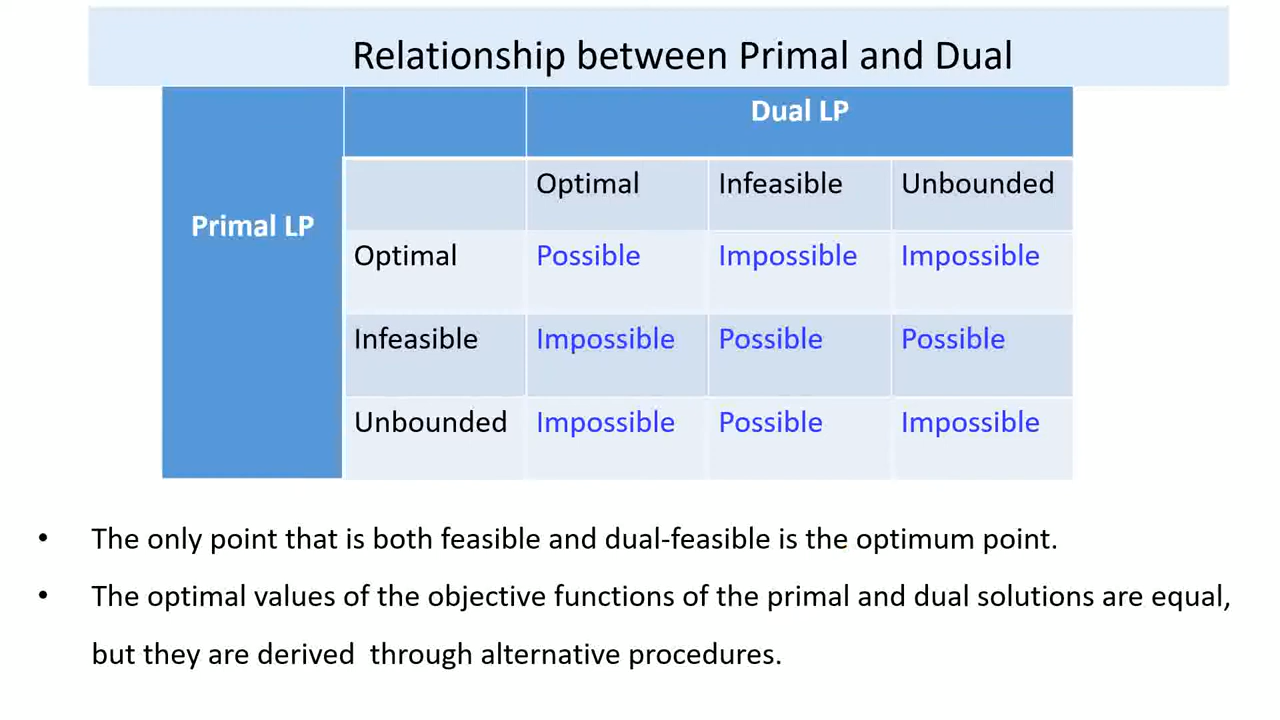 Relationship between Primal and Dual
Dual LP
Primal LP
Optimal Infeasible Unbounded
Optimal Possible Impossible Impossible
Infeasible Impossible Possible Possible
Unbounded Impossible Possible Impossible
• The only point that is both feasible and dual-feasible is the optimum point.
• The optimal values of the objective functions of the primal and dual solutions are equal,
but they are derived through alternative procedures.